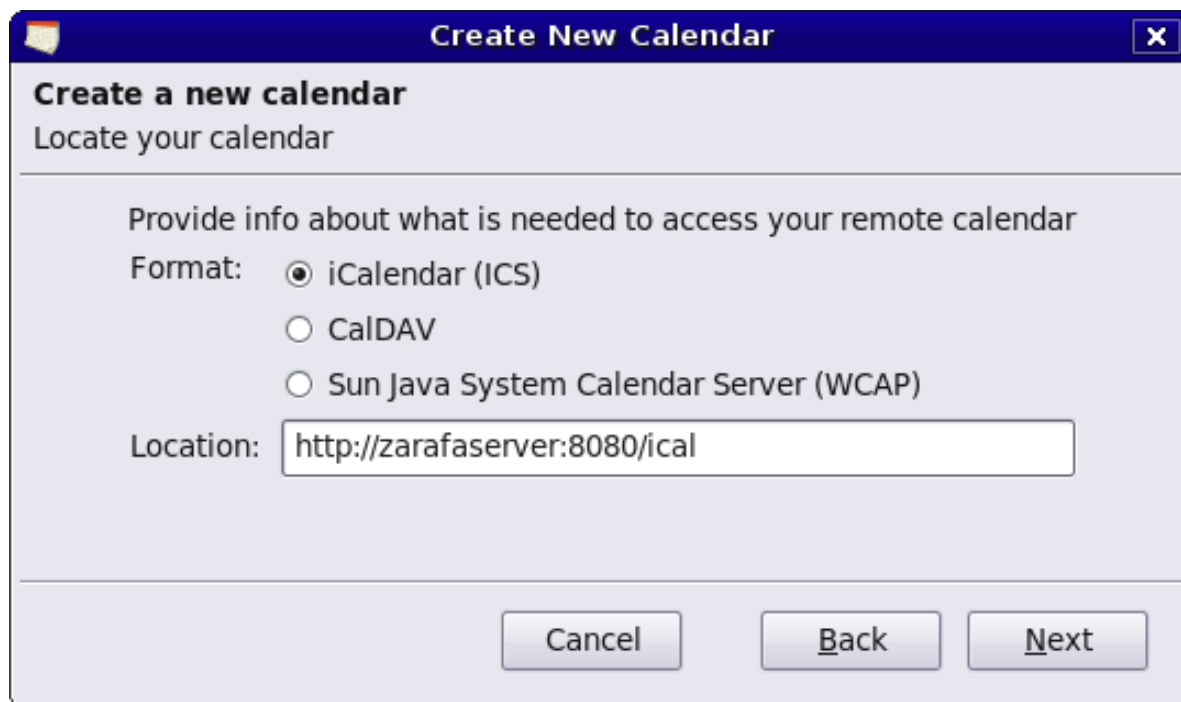 Create New Calendar
Create a new calendar
Locate your calendar
Provide info about what is needed to access your remote calendar
Format:
iCalendar (ICS)
CalDAV
Sun Java System Calendar Server (WCAP)
Location: http://zarafaserver:8080/ical
Cancel Back Next